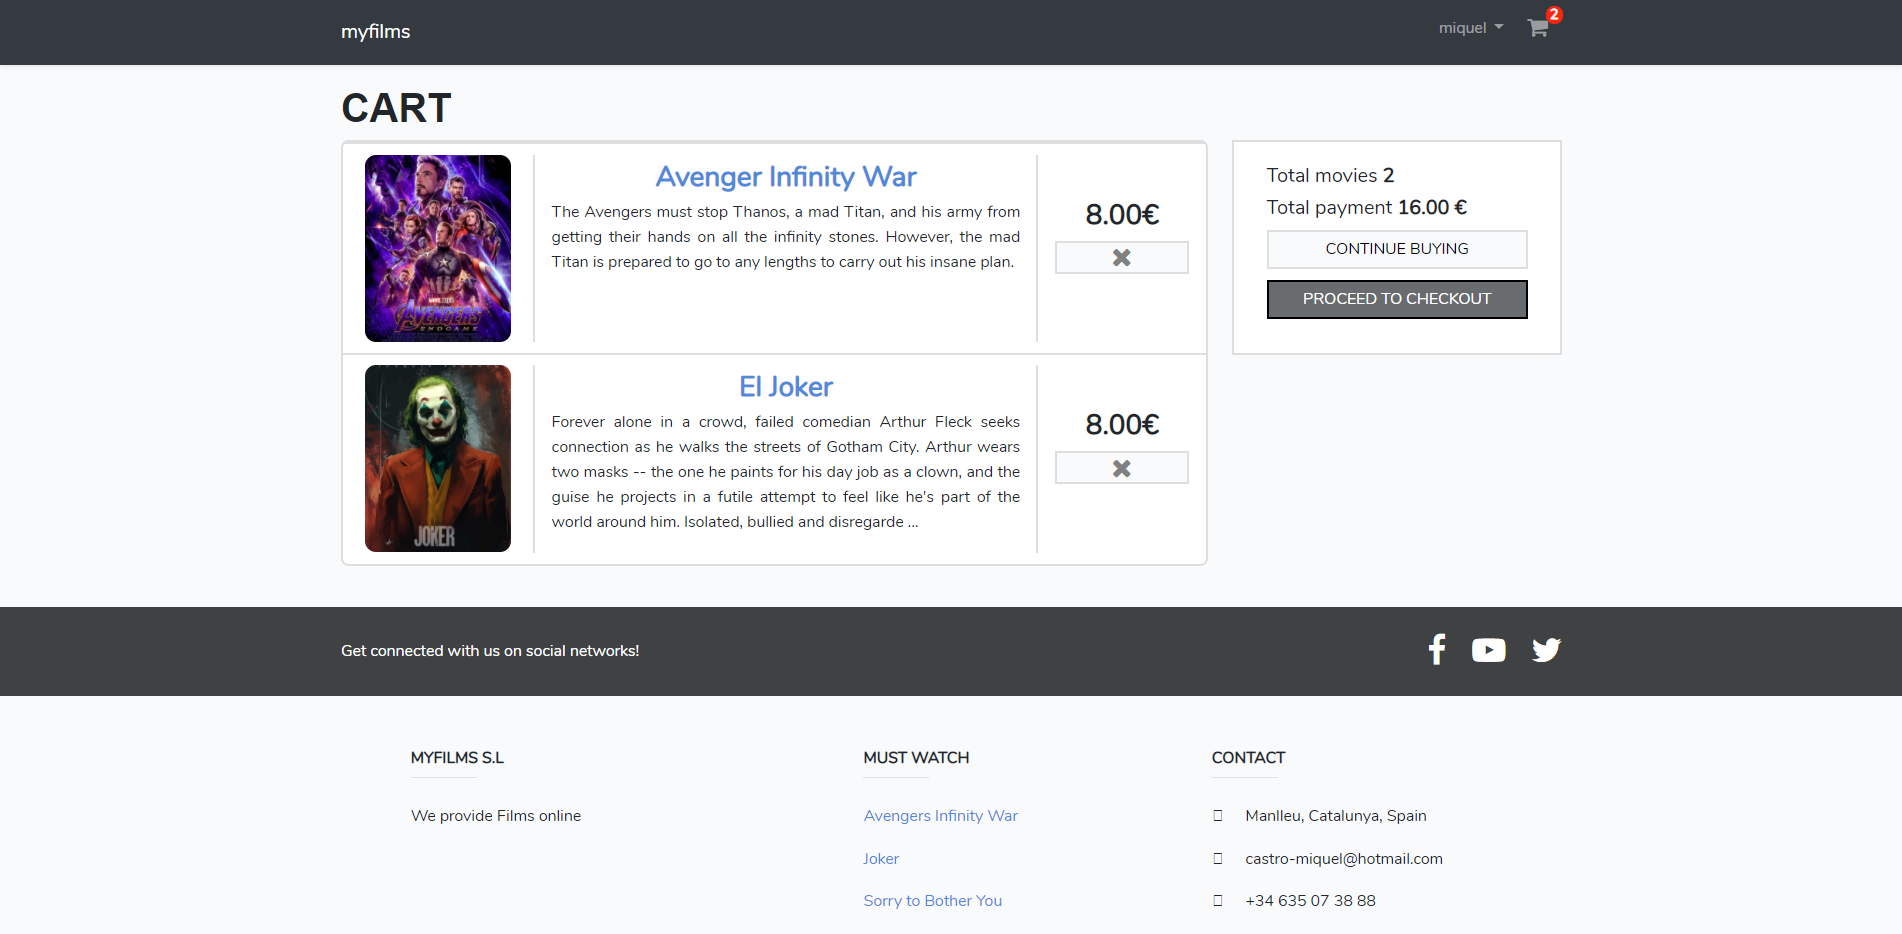 myfilms
miquel
2
CART
MARVEL STUDIOS
AVENGERS
ENDGAME
Avenger Infinity War
The Avengers must stop Thanos, a mad Titan, and his army from
getting their hands on all the infinity stones. However, the mad
Titan is prepared to go to any lengths to carry out his insane plan.
8.00€
Total movies 2
Total payment 16.00 €
CONTINUE BUYING
PROCEED TO CHECKOUT
JOKER
El Joker
Forever alone in a crowd, failed comedian Arthur Fleck seeks
connection as he walks the streets of Gotham City. Arthur wears
two masks -- the one he paints for his day job as a clown, and the
guise he projects in a futile attempt to feel like he's part of the
world around him. Isolated, bullied and disregarde ...
8.00€
Get connected with us on social networks!
MYFILMS S.L
We provide Films online
MUST WATCH
Avengers Infinity War
Joker
Sorry to Bother You
CONTACT
Manlleu, Catalunya, Spain
castro-miquel@hotmail.com
+34 635 07 38 88